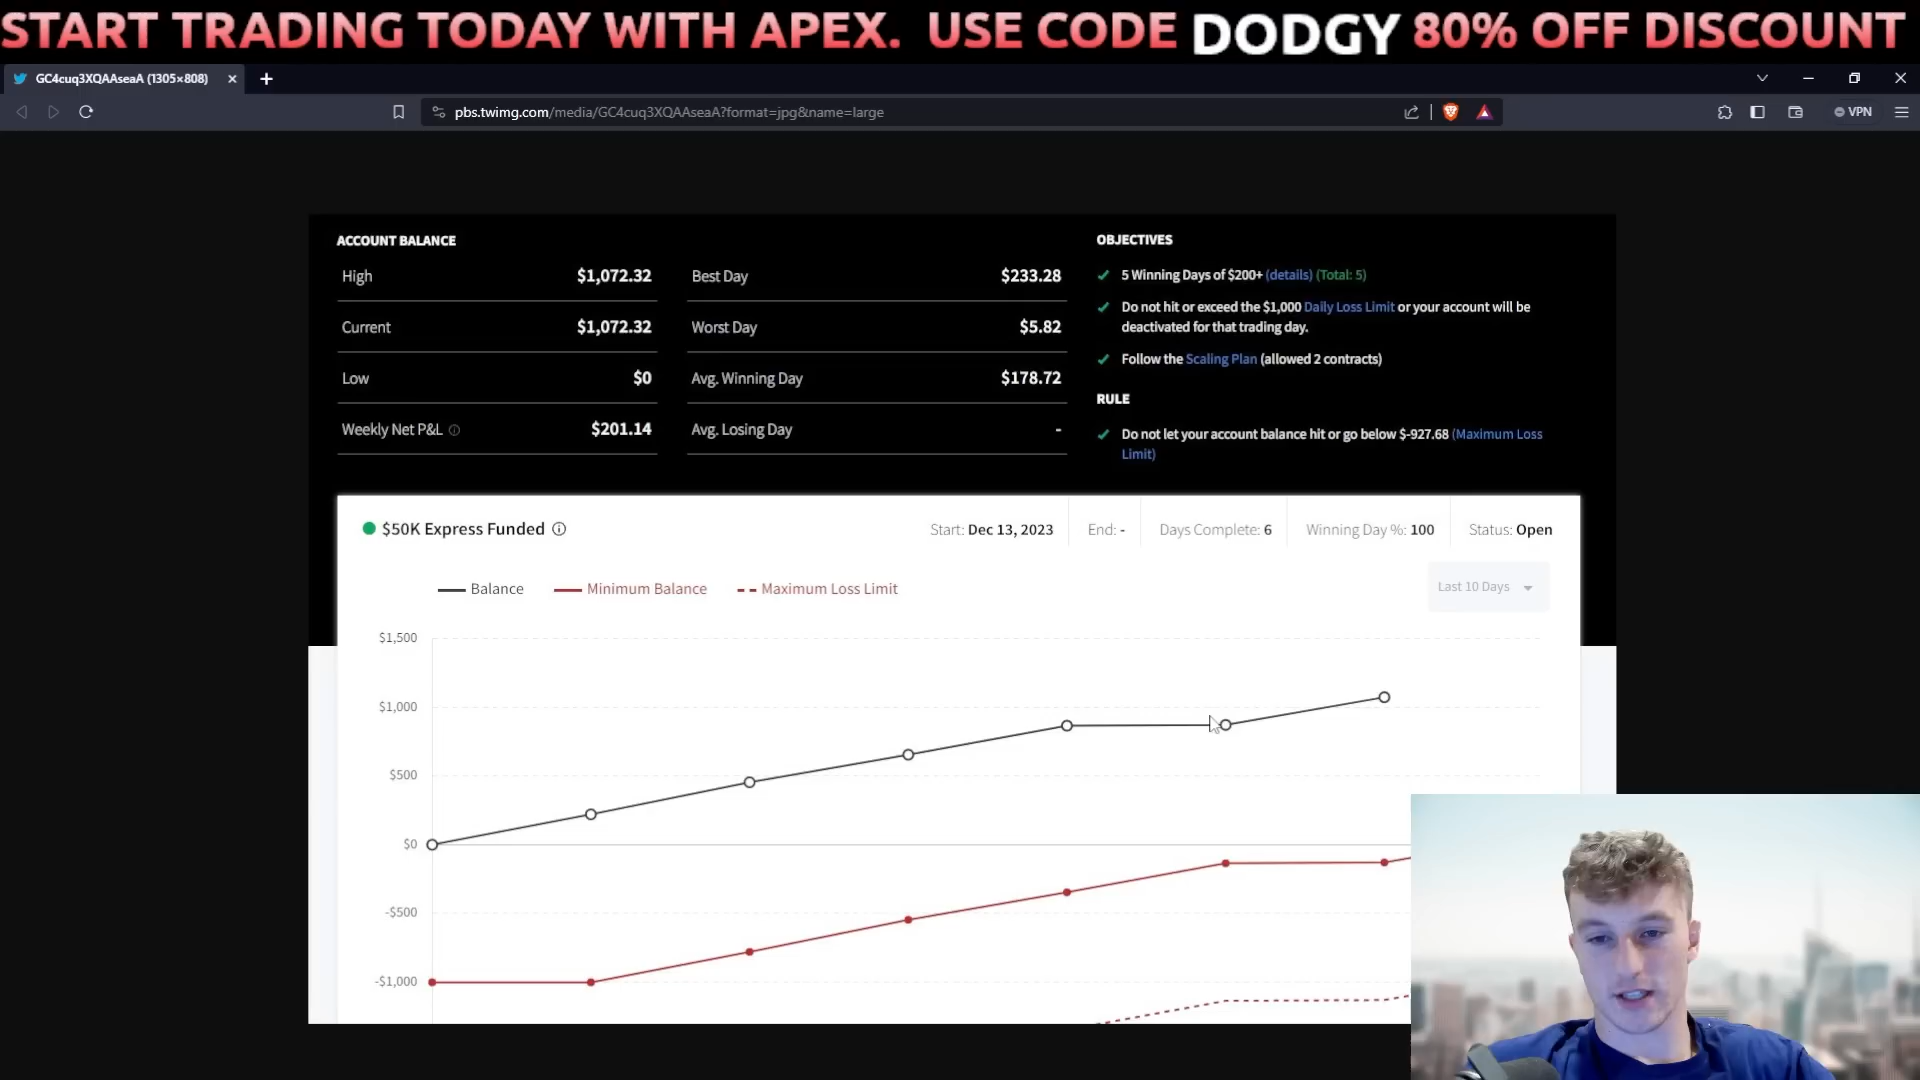 START TRADING TODAY WITH APEX. USE CODE DODGY 80% OFF DISCOUNT
GC4cuq3XQAAseaA (1305×808)
pbs.twimg.com/media/GC4cuq3XQAAseaA?format=jpg&name=large
VPN
ACCOUNT BALANCE
High $1,072.32
Current $1,072.32
Low $0
Weekly Net P&L $201.14
Best Day $233.28
Worst Day $5.82
Avg. Winning Day $178.72
Avg. Losing Day -
OBJECTIVES
5 Winning Days of $200+ (details) (Total: 5)
Do not hit or exceed the $1,000 Daily Loss Limit or your account will be
deactivated for that trading day.
Follow the Scaling Plan (allowed 2 contracts)
RULE
Do not let your account balance hit or go below $-927.68 (Maximum Loss
Limit)
$50K Express Funded
Start: Dec 13, 2023 End: - Days Complete: 6 Winning Day %: 100 Status: Open
Balance Minimum Balance Maximum Loss Limit
Last 10 Days
$1,500
$1,000
$500
$0
-$500
-$1,000